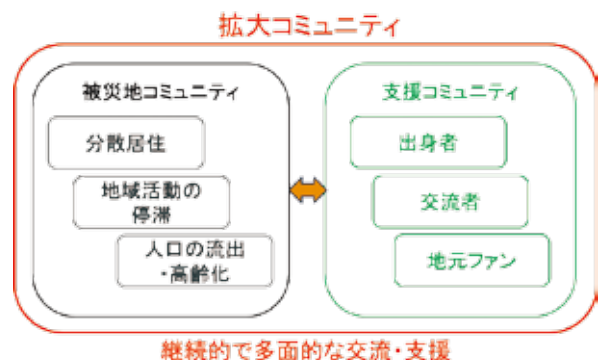 拡大コミュニティ
被災地コミュニティ
分散居住
地域活動の
停滞
人口の流出
・高齢化
支援コミュニティ
出身者
交流者
地元ファン
継続的で多面的な交流・支援